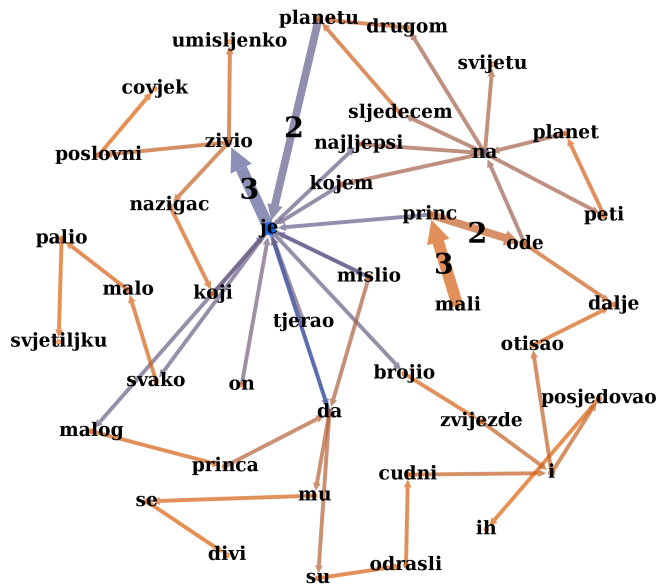 planetu
drugom
umisljenko
svijetu
covjek
sljedecem
2
zivio
najljepsi
planet
poslovni
na
kojem
3
nazigac
princ
peti
je
2
ode
palio
3
mislio
malo
koji
mali
dalje
tjerao
svjetiljku
otisao
svako
on
brojio
posjedovao
da
zvijezde
malog
princa
cudni
i
se
mu
ih
divi
odrasli
su